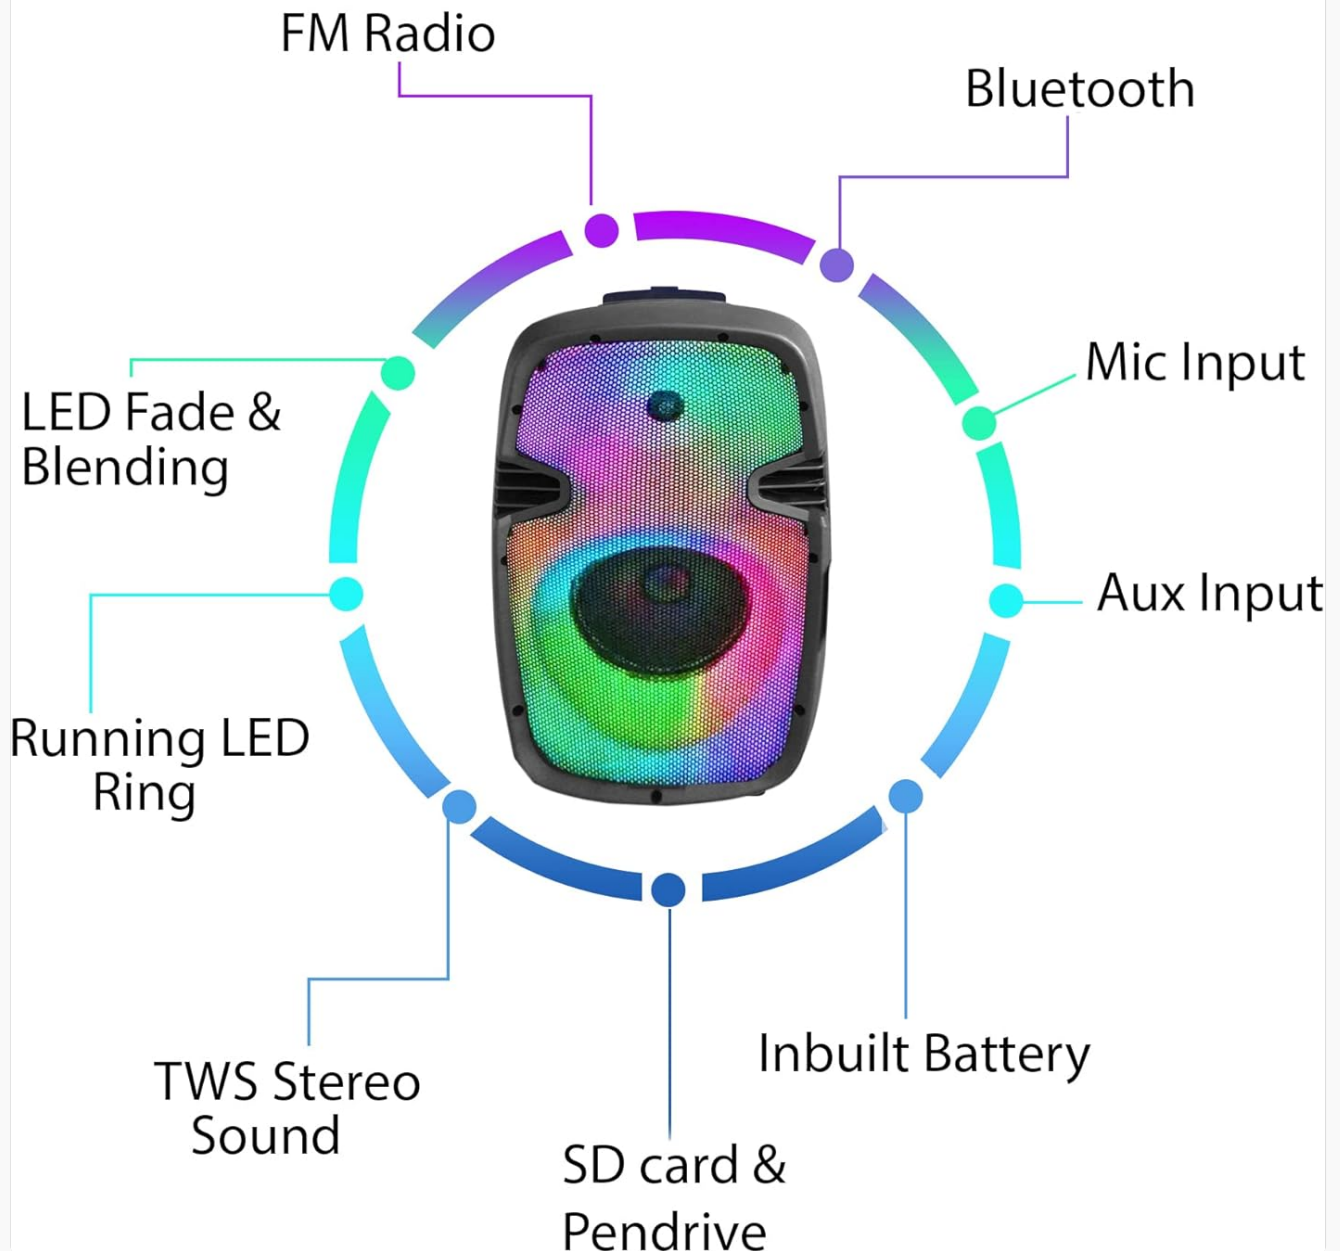 FM Radio
Bluetooth
Mic Input
LED Fade &
Blending
Aux Input
Running LED
Ring
Inbuilt Battery
TWS Stereo
Sound
SD card &
Pendrive